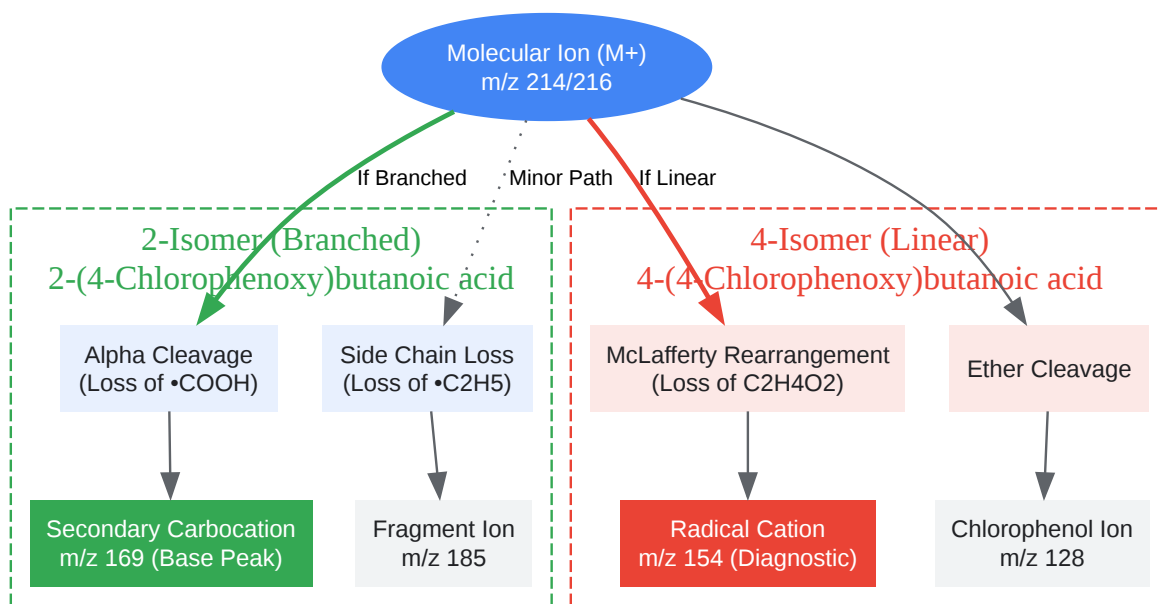 Molecular Ion (M+)
m/z 214/216
If Branched
Minor Path
If Linear
2-Isomer (Branched)
2-(4-Chlorophenoxy)butanoic acid
4-Isomer (Linear)
4-(4-Chlorophenoxy)butanoic acid
Alpha Cleavage
(Loss of •COOH)
Side Chain Loss
(Loss of •C2H5)
McLafferty Rearrangement
(Loss of C2H4O2)
Ether Cleavage
Secondary Carbocation
m/z 169 (Base Peak)
Fragment Ion
m/z 185
Radical Cation
m/z 154 (Diagnostic)
Chlorophenol Ion
m/z 128